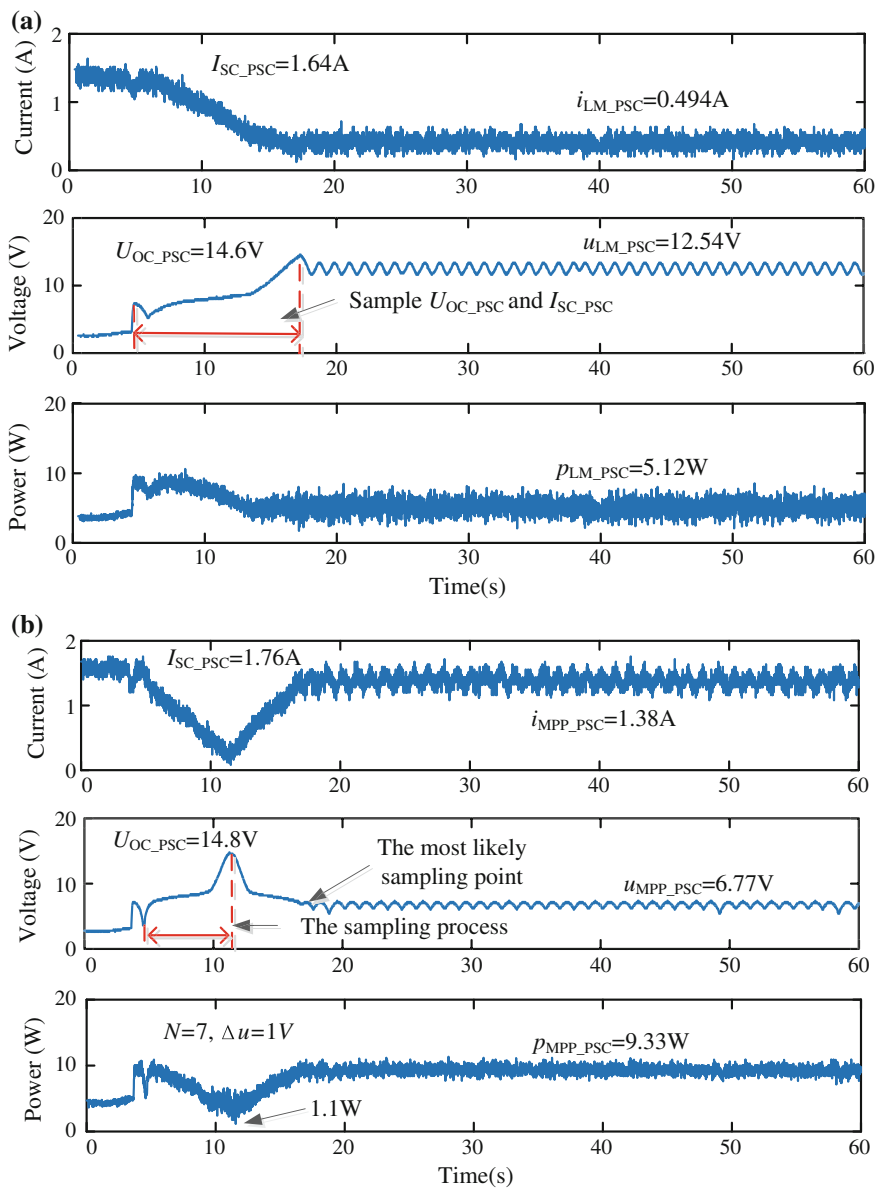 (a)
2
1
0
Current (A)
I_SC_PSC=1.64A
i_LM_PSC=0.494A
0 10 20 30 40 50 60
20
10
0
Voltage (V)
U_OC_PSC=14.6V
u_LM_PSC=12.54V
Sample U_OC_PSC and I_SC_PSC
0 10 20 30 40 50 60
20
10
0
Power (W)
p_LM_PSC=5.12W
0 10 20 30 40 50 60
Time(s)
(b)
2
1
0
Current (A)
I_SC_PSC=1.76A
i_MPP_PSC=1.38A
0 10 20 30 40 50 60
20
10
0
Voltage (V)
U_OC_PSC=14.8V
The most likely
sampling point
u_MPP_PSC=6.77V
The sampling process
0 10 20 30 40 50 60
20
10
0
Power (W)
N=7, Δu=1V
p_MPP_PSC=9.33W
1.1W
0 10 20 30 40 50 60
Time(s)